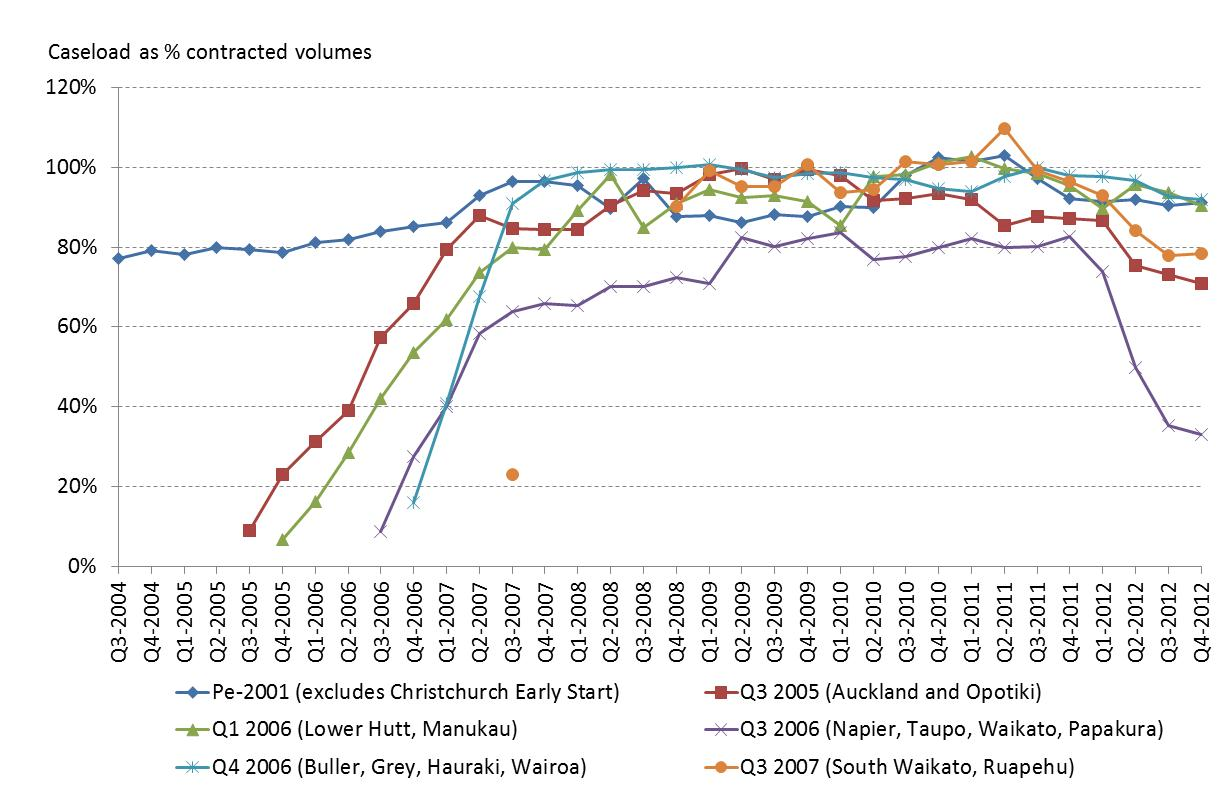 Caseload as % contracted volumes
120%
100%
80%
60%
40%
20%
0%
Q3-2004
Q4-2004
Q1-2005
Q2-2005
Q3-2005
Q4-2005
Q1-2006
Q2-2006
Q3-2006
Q4-2006
Q1-2007
Q2-2007
Q3-2007
Q4-2007
Q1-2008
Q2-2008
Q3-2008
Q4-2008
Q1-2009
Q2-2009
Q3-2009
Q4-2009
Q1-2010
Q2-2010
Q3-2010
Q4-2010
Q1-2011
Q2-2011
Q3-2011
Q4-2011
Q1-2012
Q2-2012
Q3-2012
Q4-2012
Pe-2001 (excludes Christchurch Early Start)
Q3 2005 (Auckland and Opotiki)
Q1 2006 (Lower Hutt, Manukau)
Q3 2006 (Napier, Taupo, Waikato, Papakura)
Q4 2006 (Buller, Grey, Hauraki, Wairoa)
Q3 2007 (South Waikato, Ruapehu)